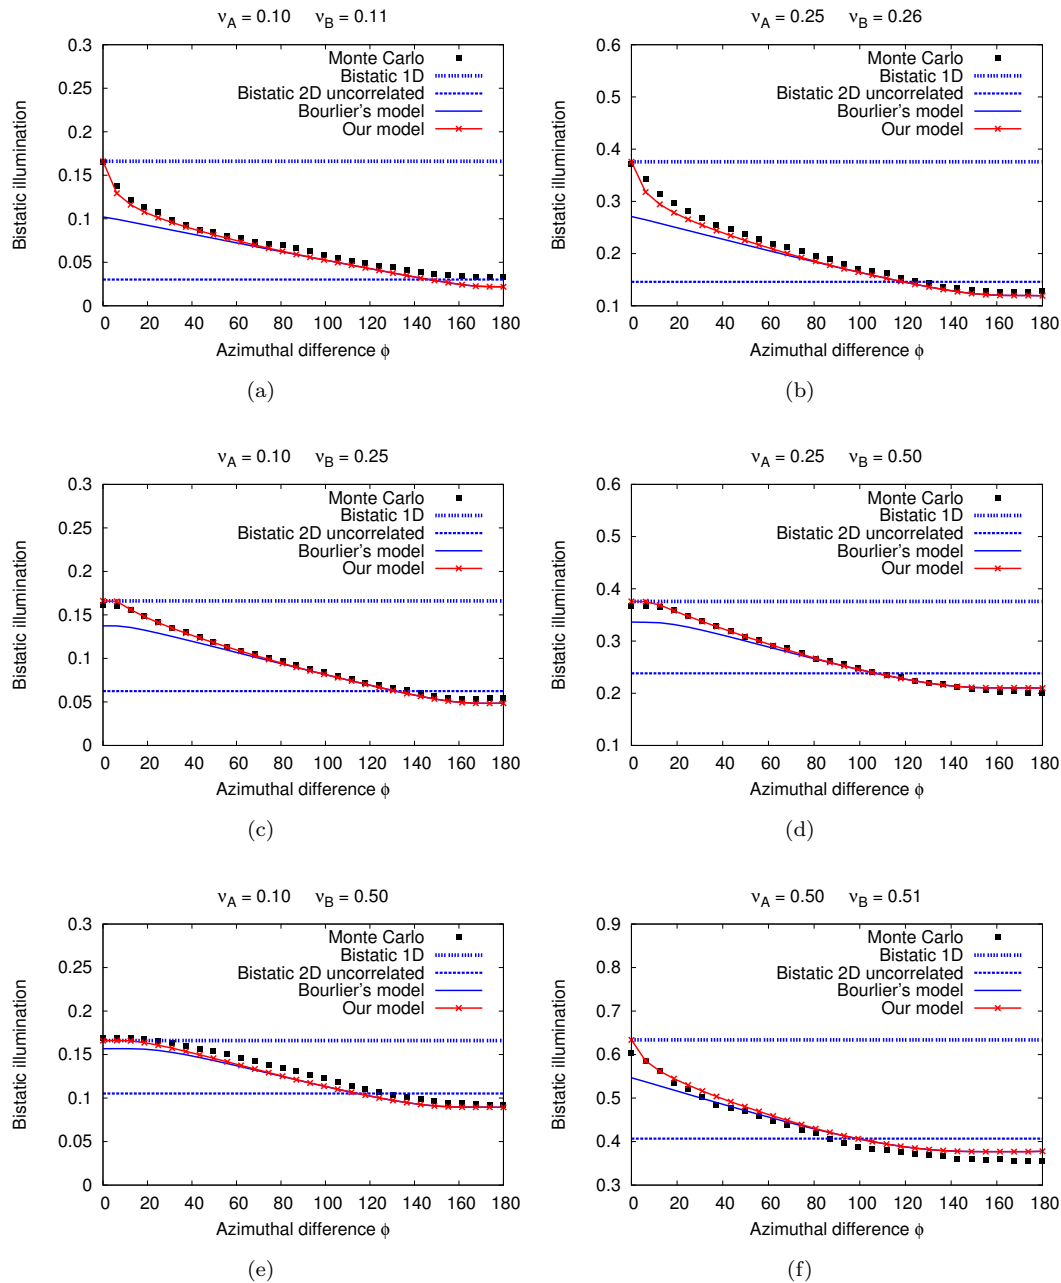 ν_A = 0.10 ν_B = 0.11
0.3
0.25
0.2
0.15
0.1
0.05
0
Bistatic illumination
Monte Carlo
Bistatic 1D
Bistatic 2D uncorrelated
Bourlier's model
Our model
0 20 40 60 80 100 120 140 160 180
Azimuthal difference ϕ
(a)
ν_A = 0.25 ν_B = 0.26
0.6
0.5
0.4
0.3
0.2
0.1
Bistatic illumination
Monte Carlo
Bistatic 1D
Bistatic 2D uncorrelated
Bourlier's model
Our model
0 20 40 60 80 100 120 140 160 180
Azimuthal difference ϕ
(b)
ν_A = 0.10 ν_B = 0.25
0.3
0.25
0.2
0.15
0.1
0.05
0
Bistatic illumination
Monte Carlo
Bistatic 1D
Bistatic 2D uncorrelated
Bourlier's model
Our model
0 20 40 60 80 100 120 140 160 180
Azimuthal difference ϕ
(c)
ν_A = 0.25 ν_B = 0.50
0.6
0.5
0.4
0.3
0.2
0.1
Bistatic illumination
Monte Carlo
Bistatic 1D
Bistatic 2D uncorrelated
Bourlier's model
Our model
0 20 40 60 80 100 120 140 160 180
Azimuthal difference ϕ
(d)
ν_A = 0.10 ν_B = 0.50
0.3
0.25
0.2
0.15
0.1
0.05
0
Bistatic illumination
Monte Carlo
Bistatic 1D
Bistatic 2D uncorrelated
Bourlier's model
Our model
0 20 40 60 80 100 120 140 160 180
Azimuthal difference ϕ
(e)
ν_A = 0.50 ν_B = 0.51
0.9
0.8
0.7
0.6
0.5
0.4
0.3
Bistatic illumination
Monte Carlo
Bistatic 1D
Bistatic 2D uncorrelated
Bourlier's model
Our model
0 20 40 60 80 100 120 140 160 180
Azimuthal difference ϕ
(f)